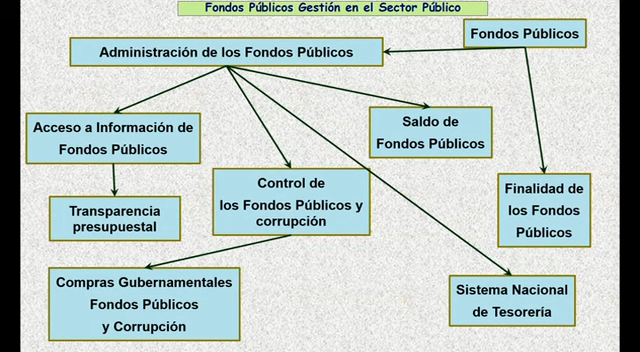 Fondos Públicos Gestión en el Sector Público
Fondos Públicos
Administración de los Fondos Públicos
Acceso a Información de
Fondos Públicos
Saldo de
Fondos Públicos
Control de
los Fondos Públicos y
corrupción
Finalidad de
los Fondos
Públicos
Transparencia
presupuestal
Compras Gubernamentales
Fondos Públicos
y Corrupción
Sistema Nacional
de Tesorería